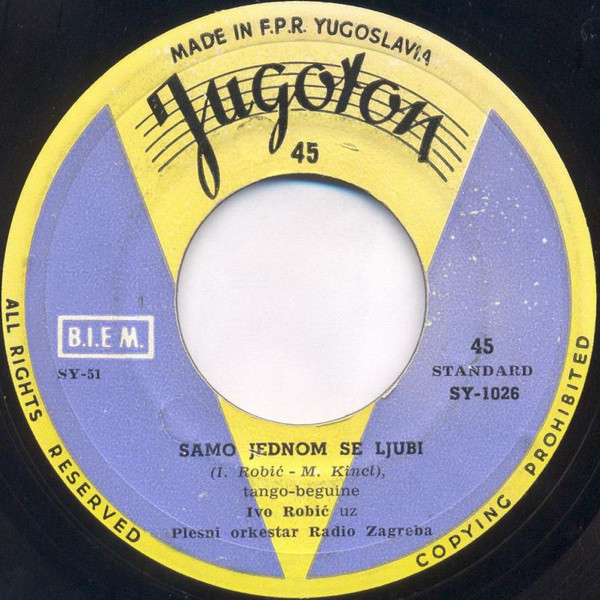 MADE IN F.P.R. YUGOSLAVIA
Jugoton
45
B.I.E M.
SY-51
45
STANDARD
SY-1026
SAMO JEDNOM SE LJUBI
(I. Robić - M. Kincl),
tango-beguine
Ivo Robić uz
Plesni orkestar Radio Zagreba
ALL RIGHTS RESERVED
COPYING PROHIBITED